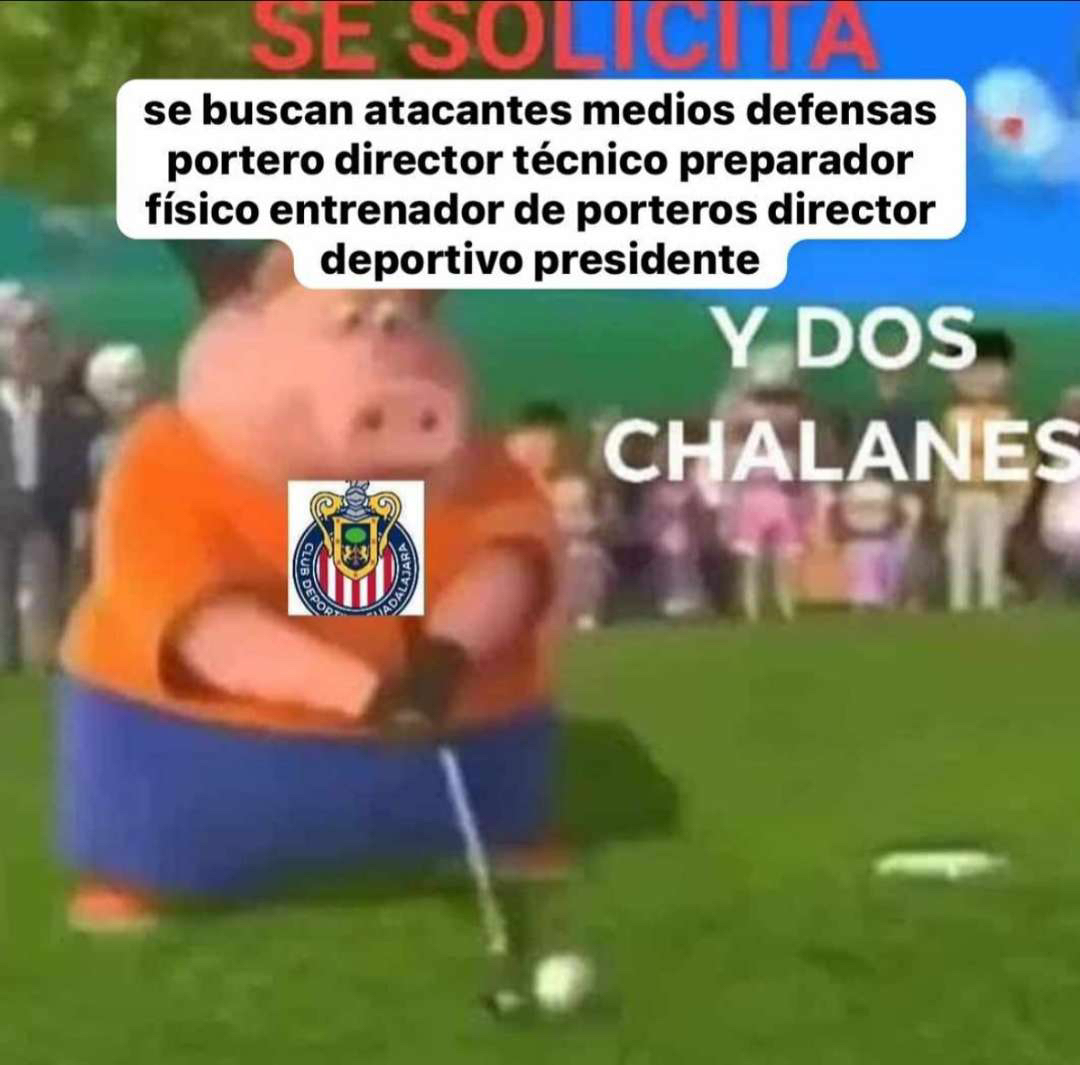 SE SOLICITA
se buscan atacantes medios defensas
portero director técnico preparador
físico entrenador de porteros director
deportivo presidente
Y DOS
CHALANES
CLUB DEPORTIVO GUADALAJARA